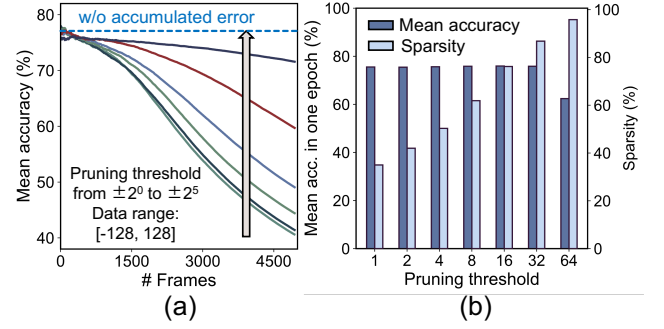 w/o accumulated error
Mean accuracy (%)
80
70
60
50
40
Pruning threshold
from ±2⁰ to ±2⁵
Data range:
[-128, 128]
0
1500
3000
4500
# Frames
(a)
Mean acc. in one epoch (%)
100
80
60
40
20
0
Mean accuracy
Sparsity
100
80
60
40
20
0
Sparsity (%)
1
2
4
8
16
32
64
Pruning threshold
(b)